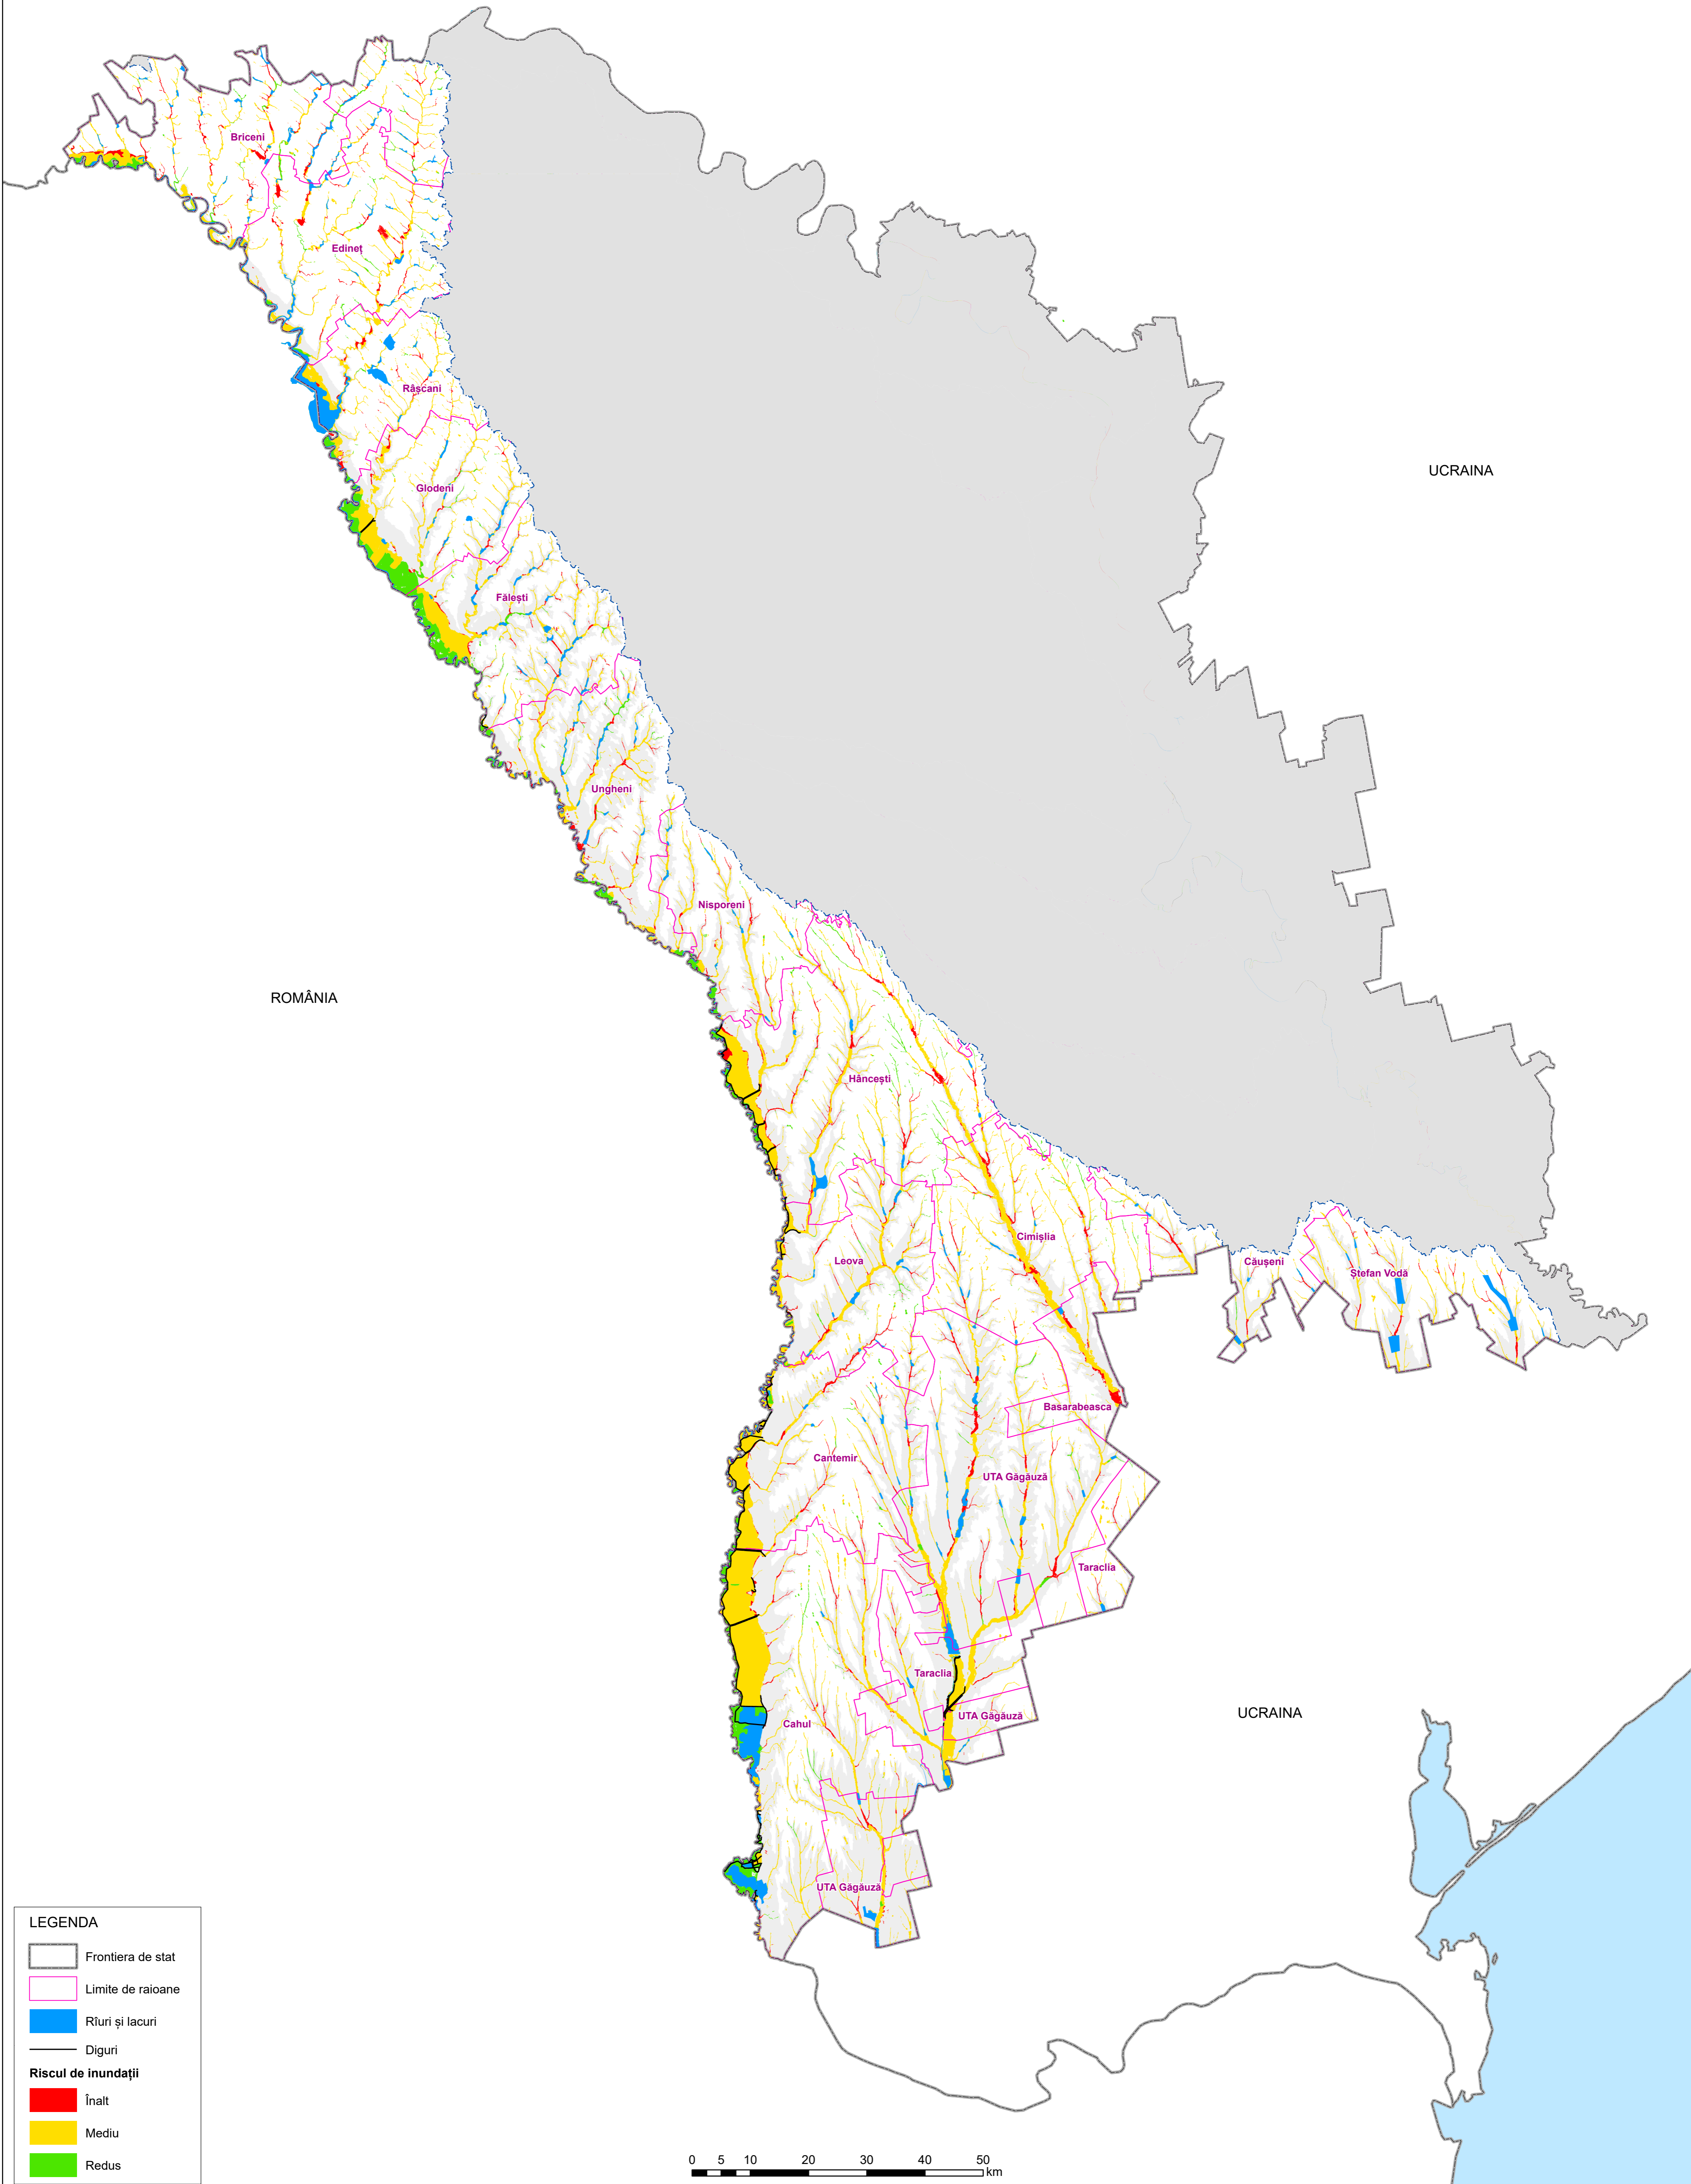 Briceni
Edineț
Râșcani
UCRAINA
Glodeni
Fălești
Ungheni
Nisporeni
ROMÂNIA
Hâncești
Cimișlia
Leova
Căușeni
Ștefan Vodă
Basarabeasca
Cantemir
UTA Găgăuză
Taraclia
Taraclia
UTA Găgăuză
Cahul
UCRAINA
UTA Găgăuză
LEGENDA
Frontiera de stat
Limite de raioane
Rîuri și lacuri
Diguri
Riscul de inundații
Înalt
Mediu
Redus
0 5 10 20 30 40 50
km